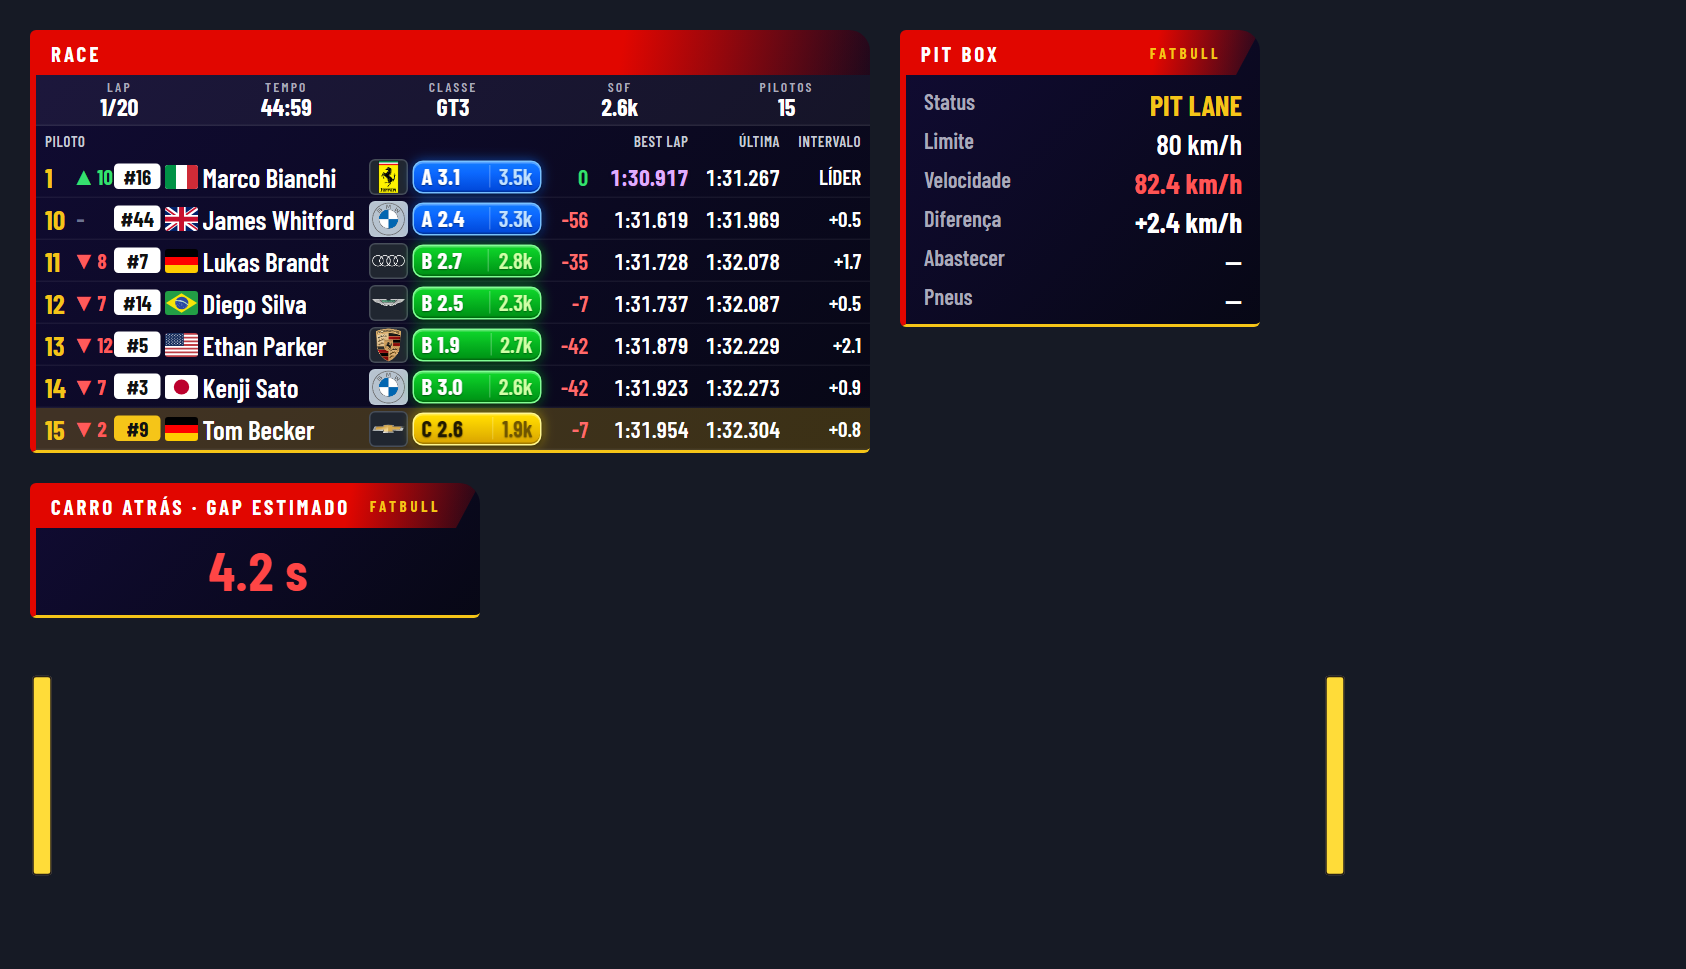 RACE
LAP TEMPO CLASSE SOF PILOTOS
1/20 44:59 GT3 2.6k 15
PILOTO BEST LAP ÚLTIMA INTERVALO
1 ▲ 10 #16 Marco Bianchi A 3.1 3.5k 0 1:30.917 1:31.267 LÍDER
10 - #44 James Whitford A 2.4 3.3k -56 1:31.619 1:31.969 +0.5
11 ▼ 8 #7 Lukas Brandt B 2.7 2.8k -35 1:31.728 1:32.078 +1.7
12 ▼ 7 #14 Diego Silva B 2.5 2.3k -7 1:31.737 1:32.087 +0.5
13 ▼ 12 #5 Ethan Parker B 1.9 2.7k -42 1:31.879 1:32.229 +2.1
14 ▼ 7 #3 Kenji Sato B 3.0 2.6k -42 1:31.923 1:32.273 +0.9
15 ▼ 2 #9 Tom Becker C 2.6 1.9k -7 1:31.954 1:32.304 +0.8
PIT BOX FATBULL
Status PIT LANE
Limite 80 km/h
Velocidade 82.4 km/h
Diferença +2.4 km/h
Abastecer —
Pneus —
CARRO ATRÁS · GAP ESTIMADO FATBULL
4.2 s